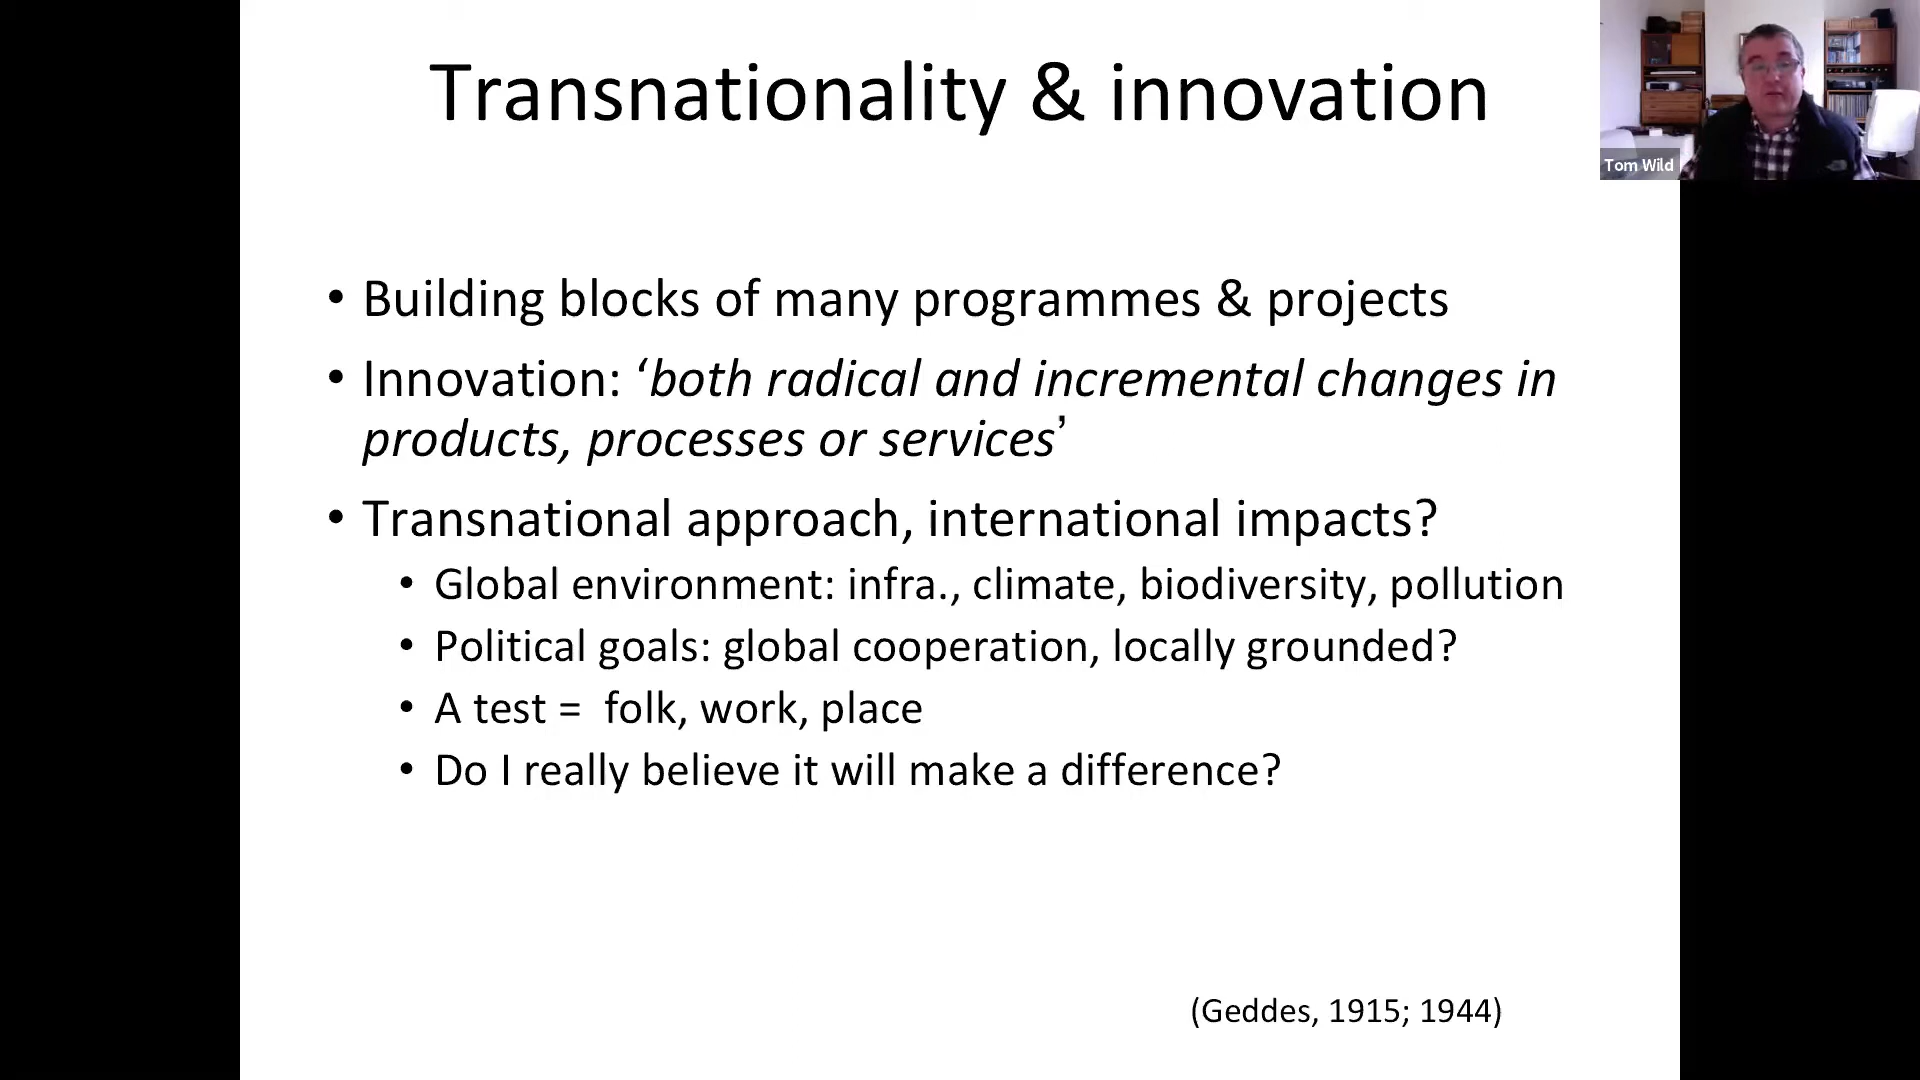 Transnationality & innovation
Tom Wild
• Building blocks of many programmes & projects
• Innovation: ‘both radical and incremental changes in
products, processes or services’
• Transnational approach, international impacts?
• Global environment: infra., climate, biodiversity, pollution
• Political goals: global cooperation, locally grounded?
• A test =  folk, work, place
• Do I really believe it will make a difference?
(Geddes, 1915; 1944)